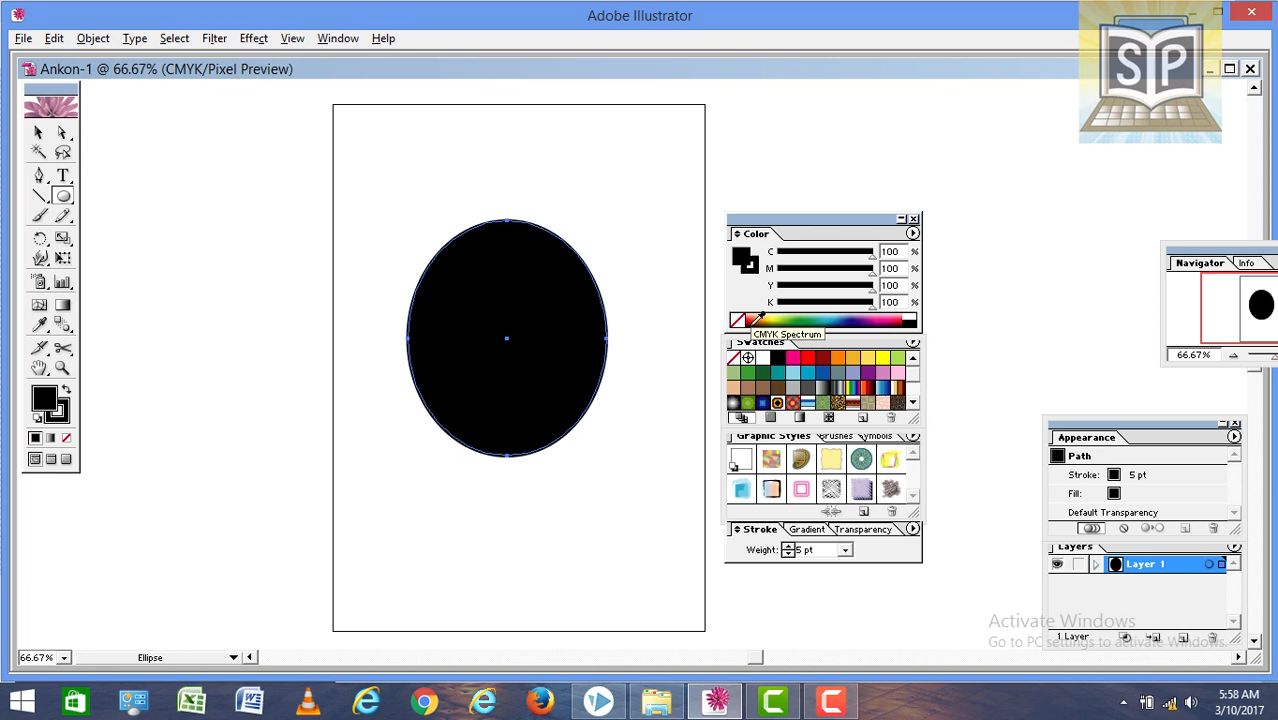 Adobe Illustrator
SP
File Edit Object Type Select Filter Effect View Window Help
Ankon-1 @ 66.67% (CMYK/Pixel Preview)
T
Color
C 100 %
M 100 %
Y 100 %
K 100 %
CMYK Spectrum
Swatches
Graphic Styles Brushes Symbols
Stroke Gradient Transparency
Weight: 5 pt
Navigator Info
66.67%
Appearance
Path
Stroke: 5 pt
Fill:
Default Transparency
Layers
Layer 1
1 Layer
Activate Windows
Go to PC settings to activate Windows.
66.67% Ellipse
5:58 AM
3/10/2017